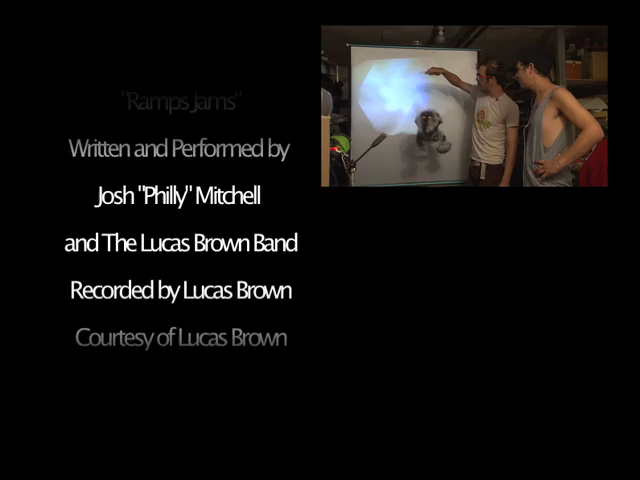 "Ramps Jams"
Written and Performed by
Josh "Philly" Mitchell
and The Lucas Brown Band
Recorded by Lucas Brown
Courtesy of Lucas Brown